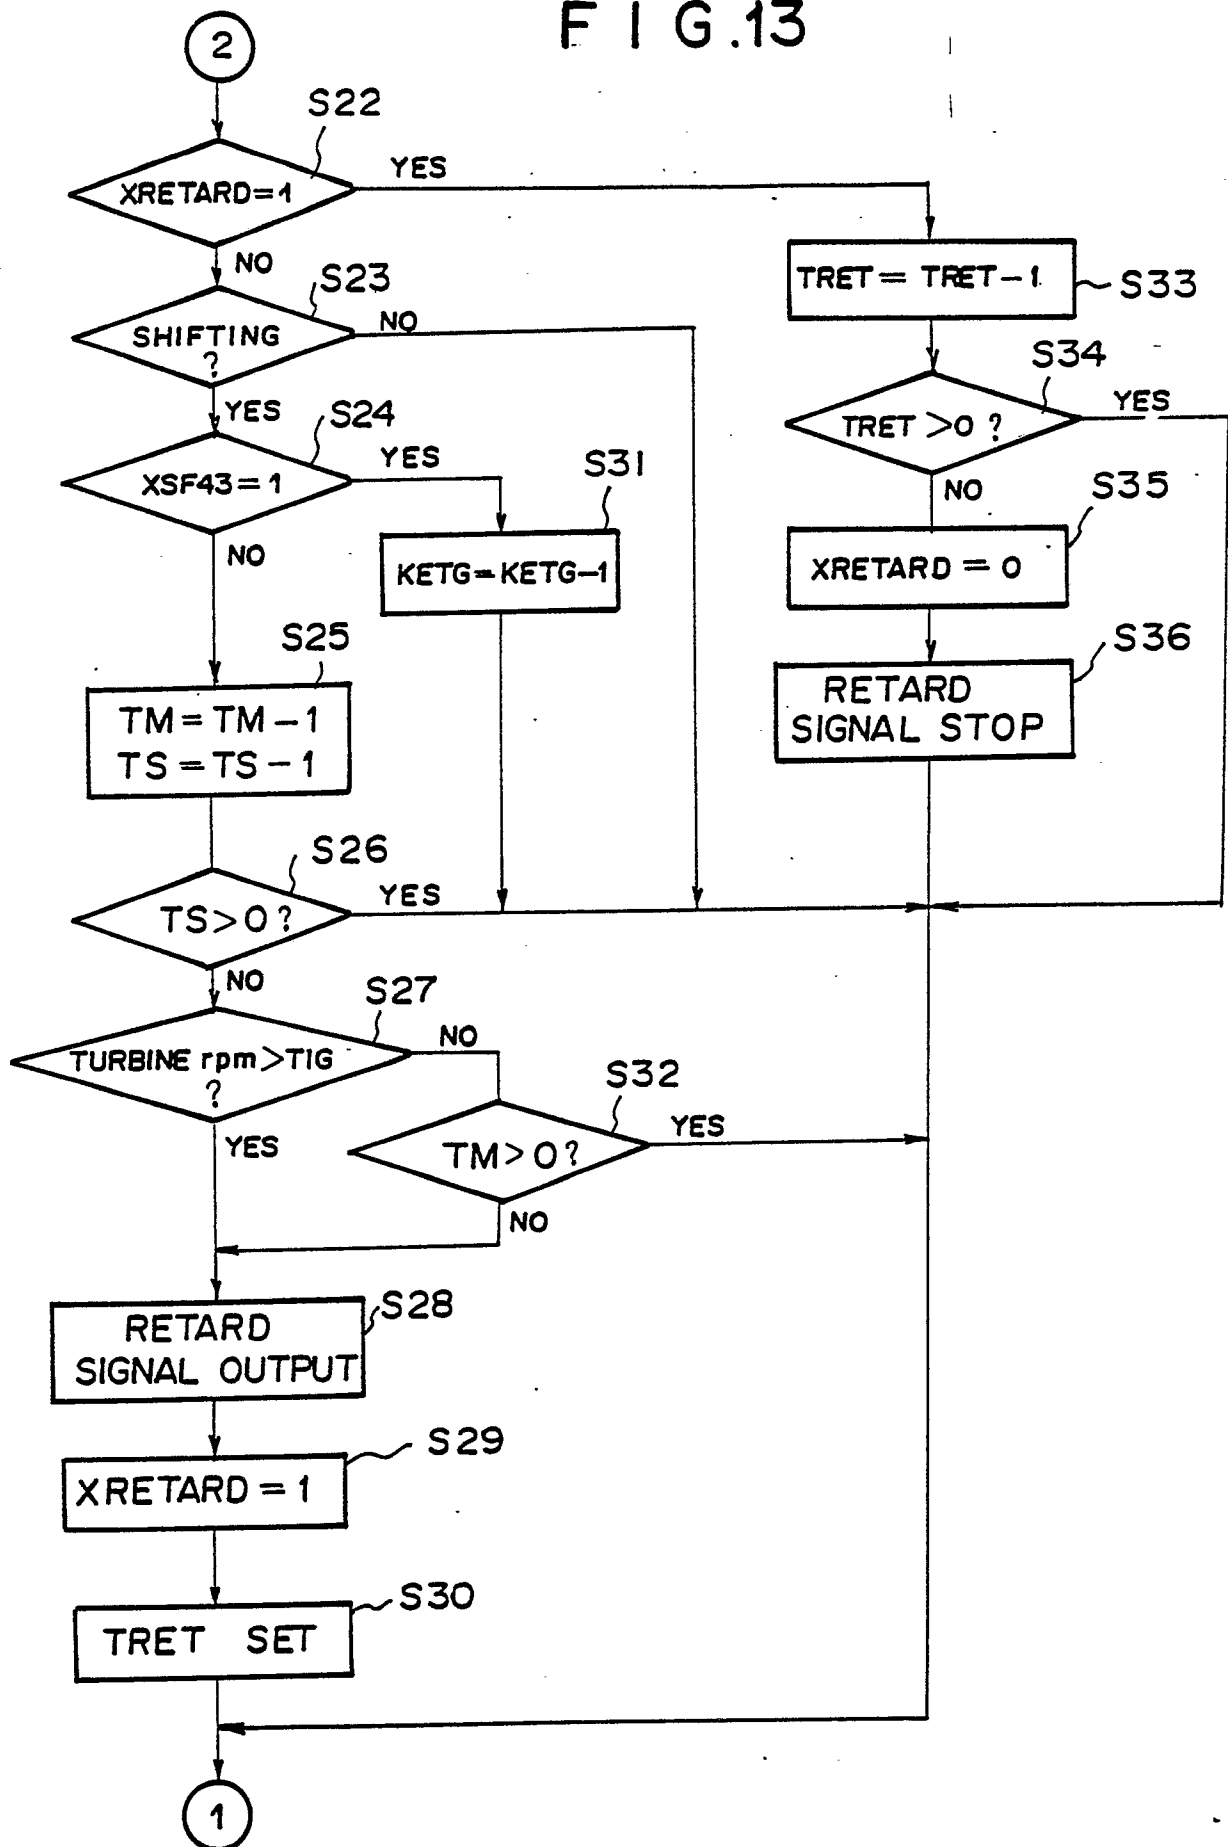 FIG.13
2
S22
XRETARD=1
YES
NO
S23
SHIFTING
?
NO
YES
S24
XSF43=1
YES
NO
S31
KETG=KETG-1
S33
TRET=TRET-1
S34
TRET>0?
YES
NO
S35
XRETARD=0
S36
RETARD
SIGNAL STOP
S25
TM=TM-1
TS=TS-1
S26
TS>0?
YES
NO
S27
TURBINE rpm>TIG
?
NO
YES
S32
TM>0?
YES
NO
S28
RETARD
SIGNAL OUTPUT
S29
XRETARD=1
S30
TRET SET
1